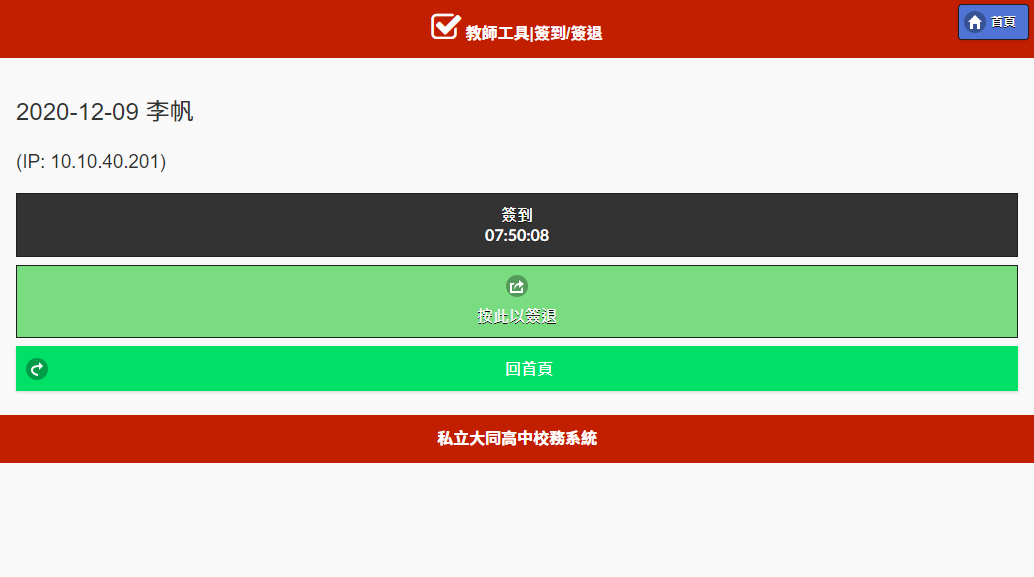 教師工具|簽到/簽退
首頁
2020-12-09 李帆
(IP: 10.10.40.201)
簽到
07:50:08
按此以簽退
回首頁
私立大同高中校務系統